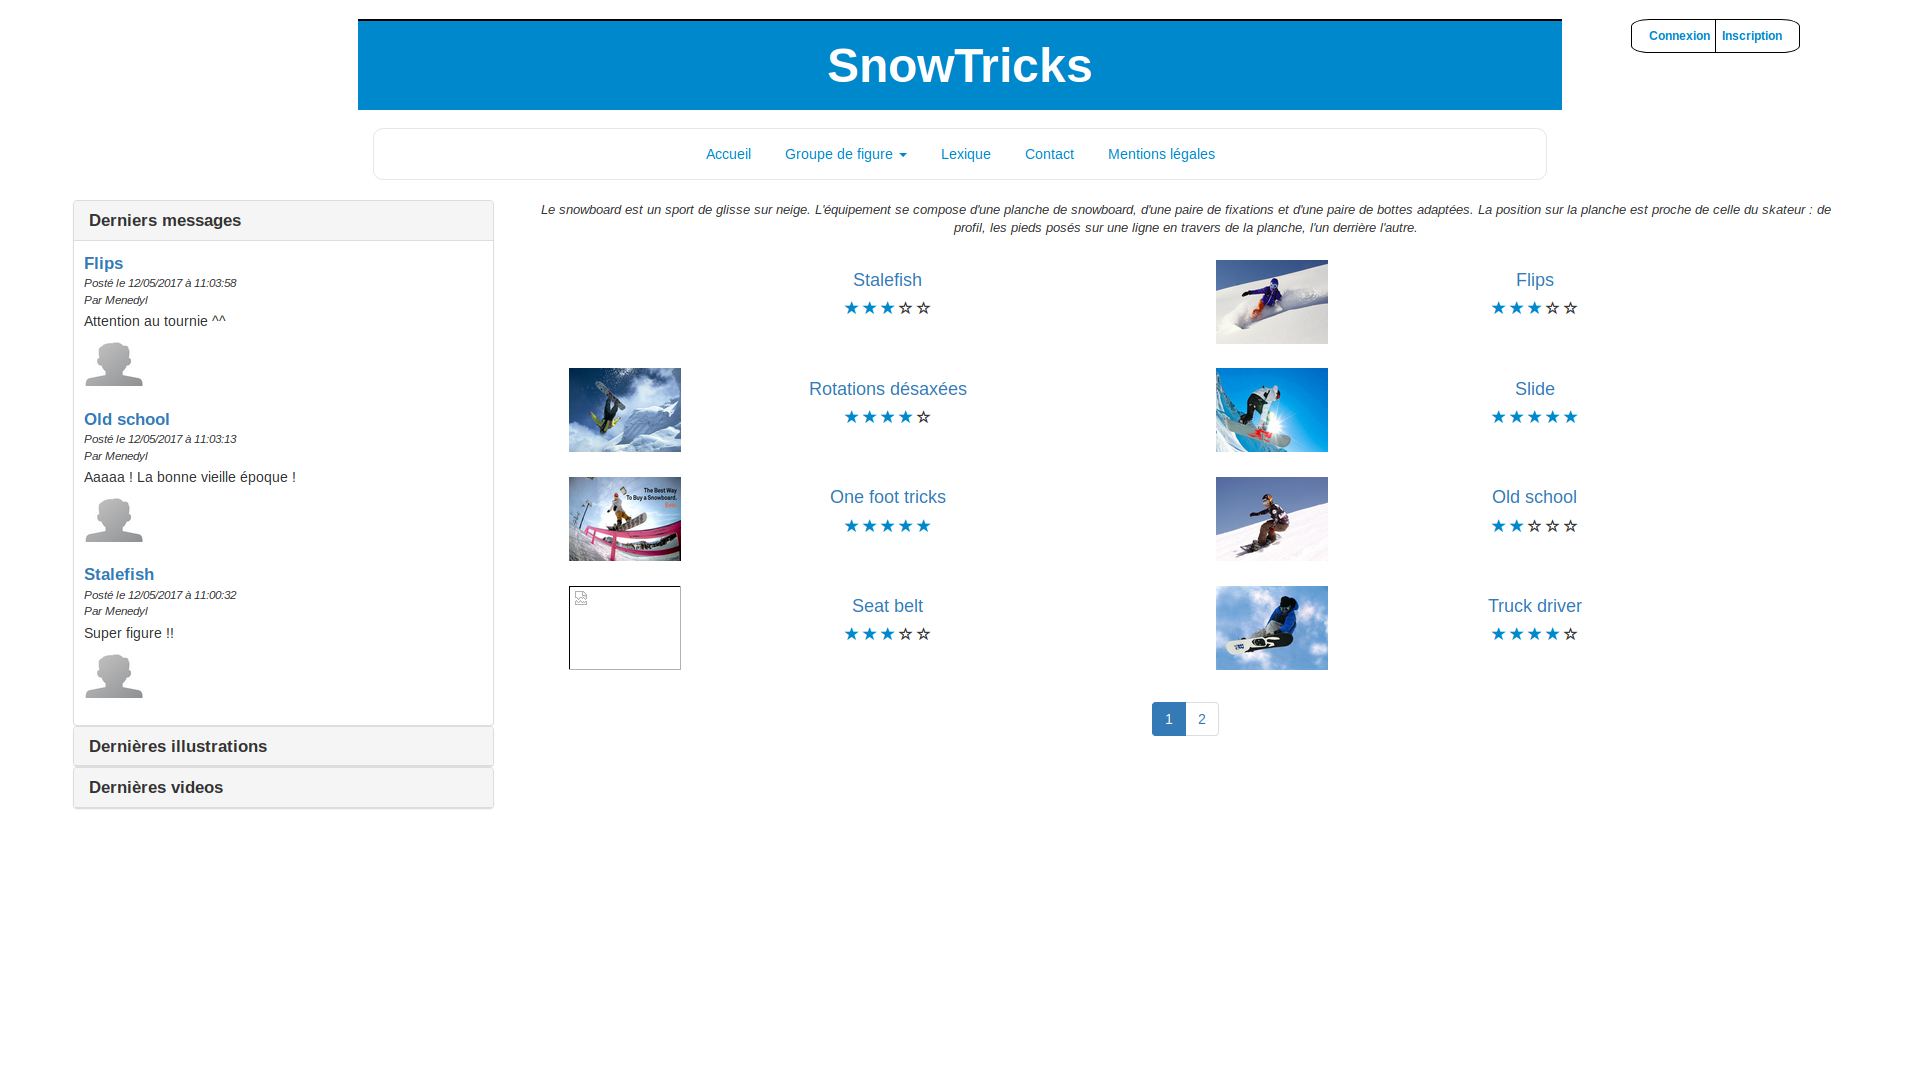 SnowTricks
Connexion Inscription
Accueil Groupe de figure Lexique Contact Mentions légales
Derniers messages
Flips
Posté le 12/05/2017 à 11:03:58
Par Menedyl
Attention au tournie ^^
Old school
Posté le 12/05/2017 à 11:03:13
Par Menedyl
Aaaaa ! La bonne vieille époque !
Stalefish
Posté le 12/05/2017 à 11:00:32
Par Menedyl
Super figure !!
Dernières illustrations
Dernières videos
Le snowboard est un sport de glisse sur neige. L'équipement se compose d'une planche de snowboard, d'une paire de fixations et d'une paire de bottes adaptées. La position sur la planche est proche de celle du skateur : de
profil, les pieds posés sur une ligne en travers de la planche, l'un derrière l'autre.
Stalefish
★★★☆☆
Flips
★★★☆☆
Rotations désaxées
★★★★☆
Slide
★★★★★
The Best Way
To Buy a Snowboard.
One foot tricks
★★★★★
Old school
★★☆☆☆
Seat belt
★★★☆☆
Truck driver
★★★★☆
1 2